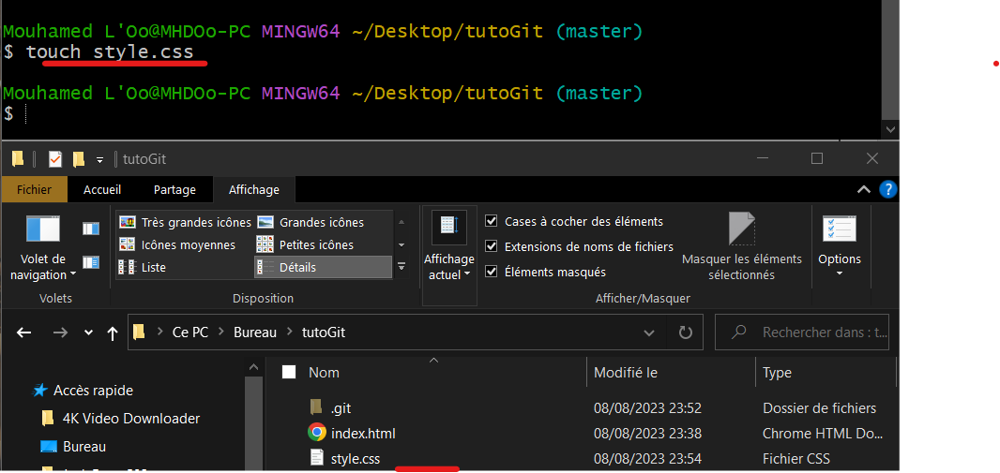 Mouhamed L'Oo@MHDOo-PC MINGW64 ~/Desktop/tutoGit (master)
$ touch style.css
Mouhamed L'Oo@MHDOo-PC MINGW64 ~/Desktop/tutoGit (master)
$
tutoGit
Fichier Accueil Partage Affichage
Très grandes icônes Grandes icônes
Icônes moyennes Petites icônes
Liste Détails
Volet de
navigation
Volets
Disposition
Affichage
actuel
Cases à cocher des éléments
Extensions de noms de fichiers
Éléments masqués
Masquer les éléments
sélectionnés
Afficher/Masquer
Options
Ce PC Bureau tutoGit
Rechercher dans : t...
Accès rapide
4K Video Downloader
Bureau
Nom Modifié le Type
.git 08/08/2023 23:52 Dossier de fichiers
index.html 08/08/2023 23:38 Chrome HTML Do...
style.css 08/08/2023 23:54 Fichier CSS